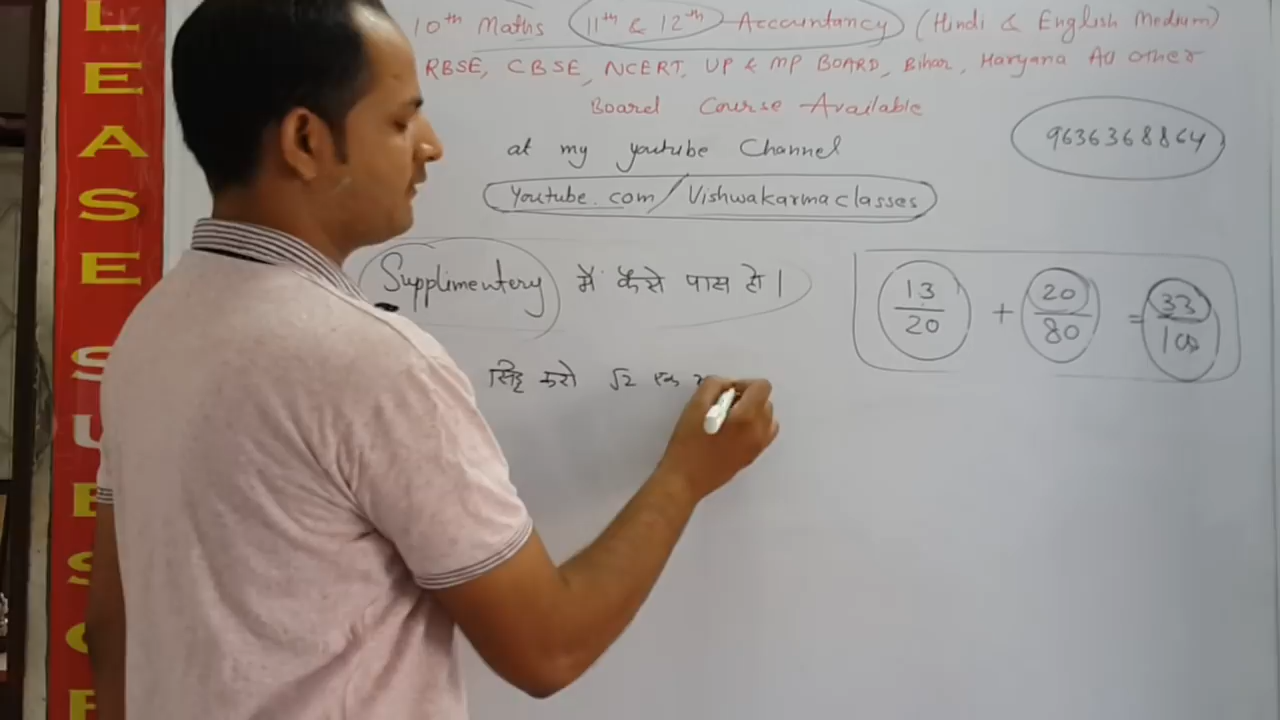 10th Maths 11th & 12th Accountancy (Hindi & English Medium)
RBSE, CBSE, NCERT, UP & MP BOARD, Bihar, Haryana All other
Board Course Available
at my youtube Channel
9636368864
Youtube.com/Vishwakarmaclasses
Supplimentery में कैसे पास हो।
13/20 + 20/80 = 33/100
सिद्ध करो √2 एक
LEASE SUBS